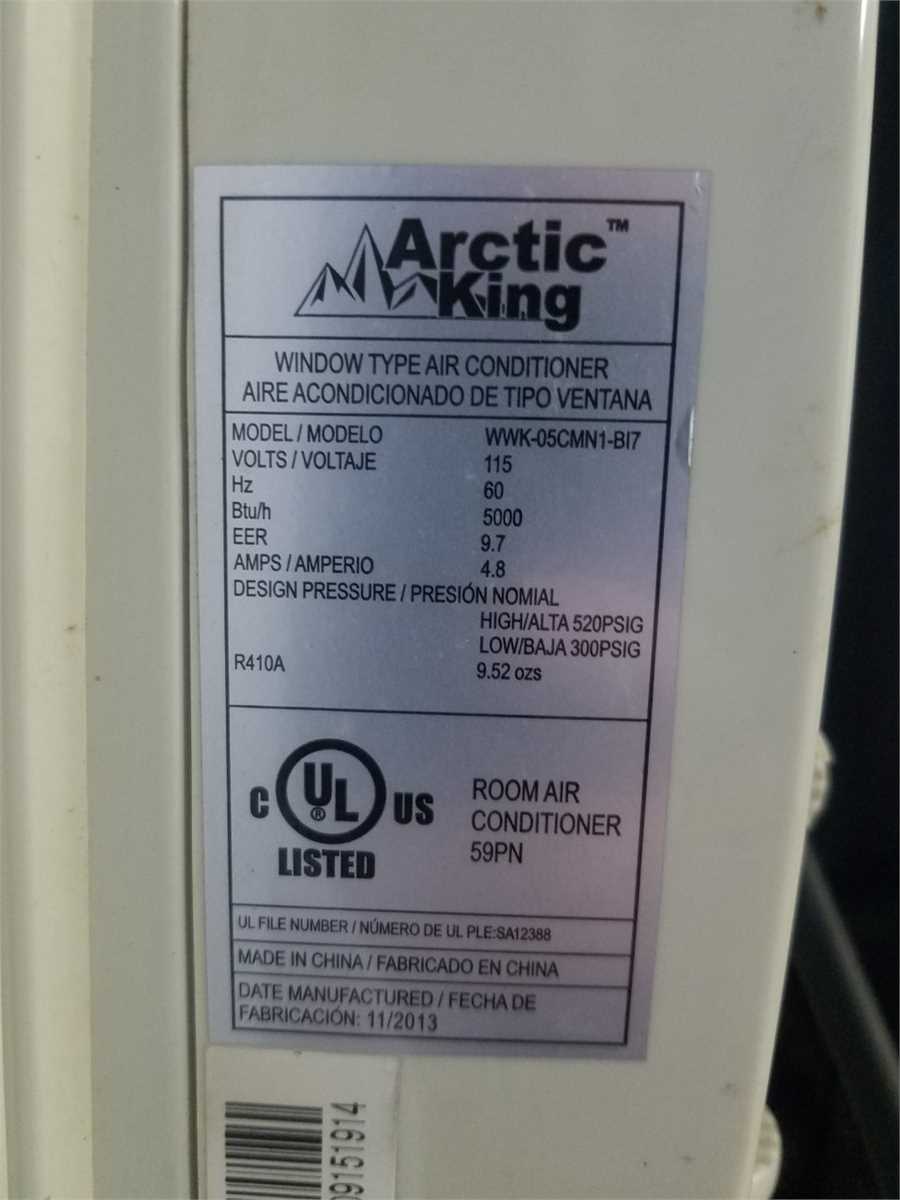 Arctic™
King
WINDOW TYPE AIR CONDITIONER
AIRE ACONDICIONADO DE TIPO VENTANA
MODEL / MODELO WWK-05CMN1-BI7
VOLTS / VOLTAJE 115
Hz 60
Btu/h 5000
EER 9.7
AMPS / AMPERIO 4.8
DESIGN PRESSURE / PRESIÓN NOMIAL
HIGH/ALTA 520PSIG
LOW/BAJA 300PSIG
R410A 9.52 ozs
C UL® US
LISTED
ROOM AIR
CONDITIONER
59PN
UL FILE NUMBER / NÚMERO DE UL PLE:SA12388
MADE IN CHINA / FABRICADO EN CHINA
DATE MANUFACTURED / FECHA DE
FABRICACIÓN: 11/2013